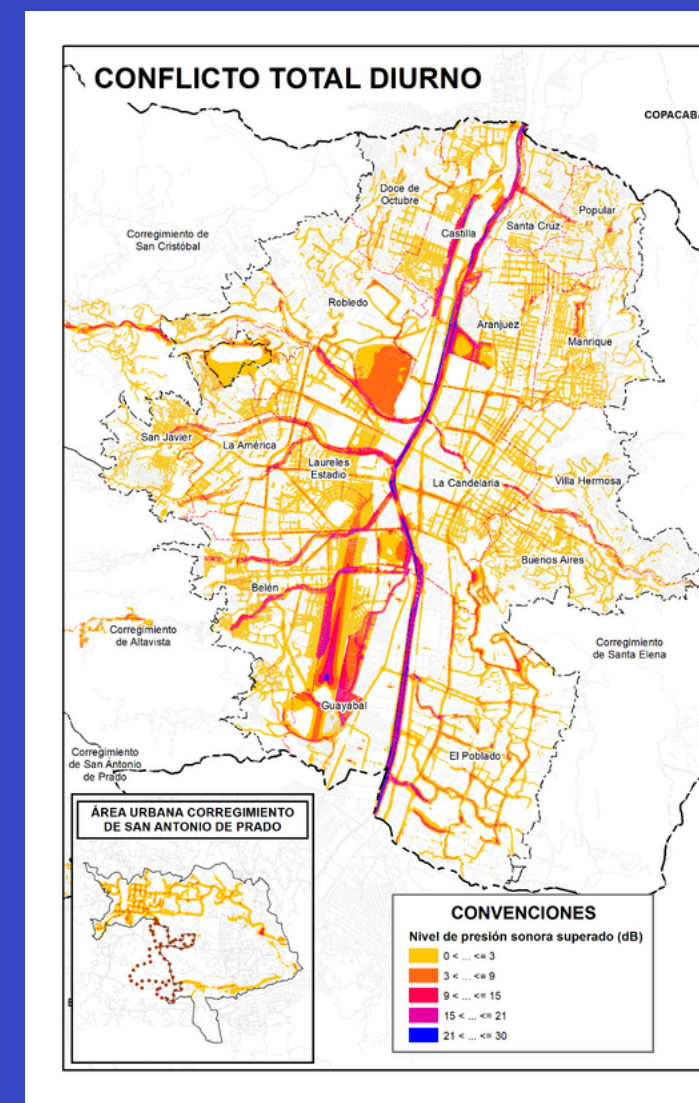 CONFLICTO TOTAL DIURNO
COPACABA
Doce de
Octubre
Popular
Santa Cruz
Castilla
Corregimiento de
San Cristóbal
Robledo
Aranjuez
Manrique
San Javier
La América
Laureles
Estadio
La Candelaria
Villa Hermosa
Buenos Aires
Belén
Corregimiento
de Altavista
Corregimiento
de Santa Elena
Guayabal
El Poblado
Corregimiento
de San Antonio
de Prado
ÁREA URBANA CORREGIMIENTO
DE SAN ANTONIO DE PRADO
CONVENCIONES
Nivel de presión sonora superado (dB)
0 < ... <= 3
3 < ... <= 9
9 < ... <= 15
15 < ... <= 21
21 < ... <= 30